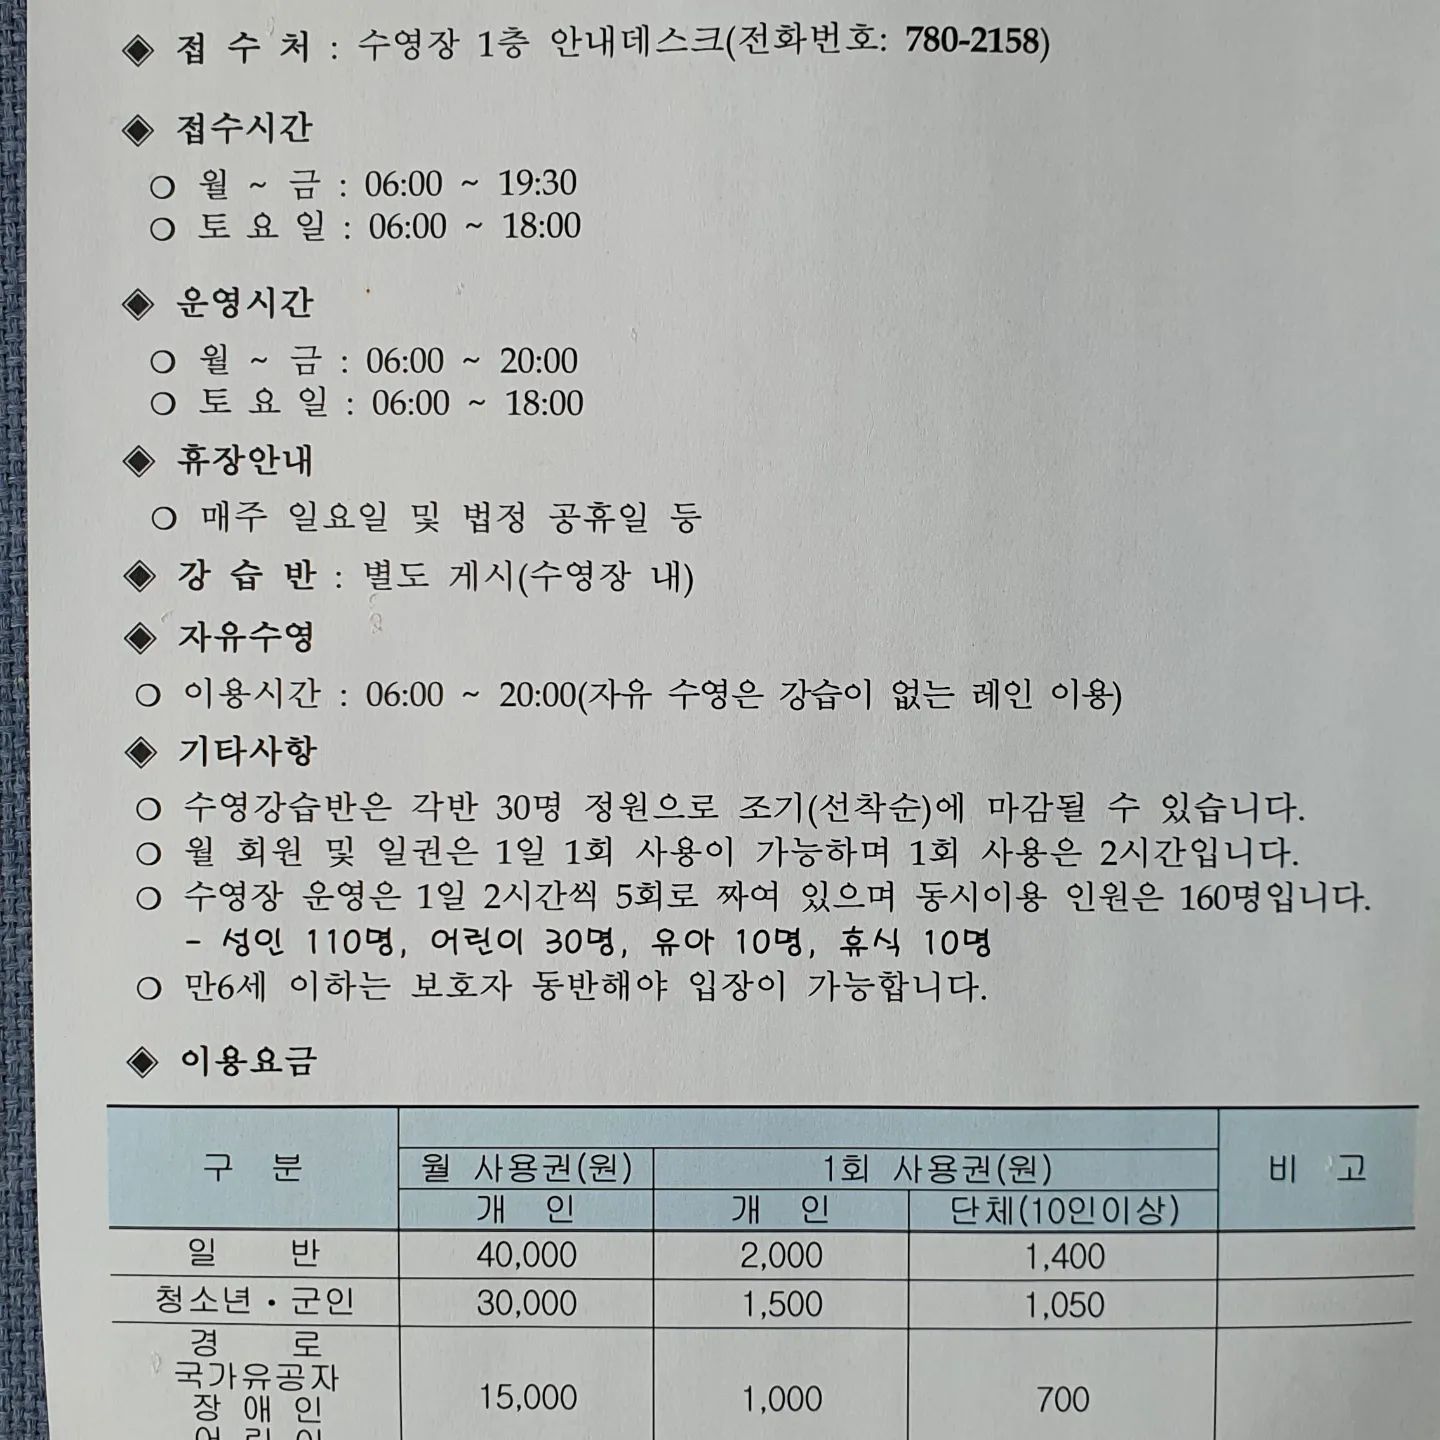 ◈ 접 수 처 : 수영장 1층 안내데스크(전화번호: 780-2158)
◈ 접수시간
○ 월 ~ 금 : 06:00 ~ 19:30
○ 토 요 일 : 06:00 ~ 18:00
◈ 운영시간
○ 월 ~ 금 : 06:00 ~ 20:00
○ 토 요 일 : 06:00 ~ 18:00
◈ 휴장안내
○ 매주 일요일 및 법정 공휴일 등
◈ 강 습 반 : 별도 게시(수영장 내)
◈ 자유수영
○ 이용시간 : 06:00 ~ 20:00(자유 수영은 강습이 없는 레인 이용)
◈ 기타사항
○ 수영강습반은 각반 30명 정원으로 조기(선착순)에 마감될 수 있습니다.
○ 월 회원 및 일권은 1일 1회 사용이 가능하며 1회 사용은 2시간입니다.
○ 수영장 운영은 1일 2시간씩 5회로 짜여 있으며 동시이용 인원은 160명입니다.
- 성인 110명, 어린이 30명, 유아 10명, 휴식 10명
○ 만6세 이하는 보호자 동반해야 입장이 가능합니다.
◈ 이용요금
구 분 월 사용권(원) 1회 사용권(원) 비 고
개 인 개 인 단체(10인이상)
일 반 40,000 2,000 1,400
청소년·군인 30,000 1,500 1,050
경 로
국가유공자
장 애 인 15,000 1,000 700
어 린 이